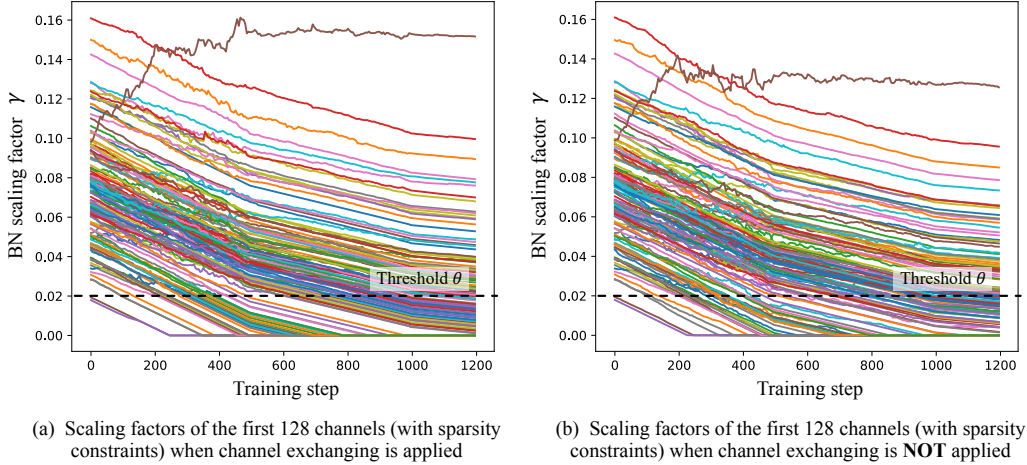 0.16
0.14
0.12
0.10
0.08
0.06
0.04
0.02
0.00
BN scaling factor γ
Threshold θ
0 200 400 600 800 1000 1200
Training step
(a) Scaling factors of the first 128 channels (with sparsity
constraints) when channel exchanging is applied
0.16
0.14
0.12
0.10
0.08
0.06
0.04
0.02
0.00
BN scaling factor γ
Threshold θ
0 200 400 600 800 1000 1200
Training step
(b) Scaling factors of the first 128 channels (with sparsity
constraints) when channel exchanging is NOT applied